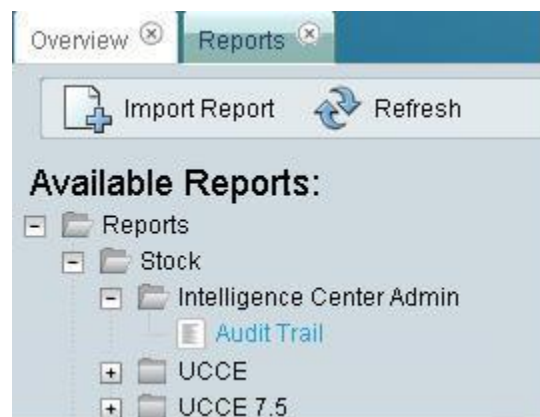 Overview Reports
Import Report Refresh
Available Reports:
Reports
Stock
Intelligence Center Admin
Audit Trail
UCCE
UCCE 7.5